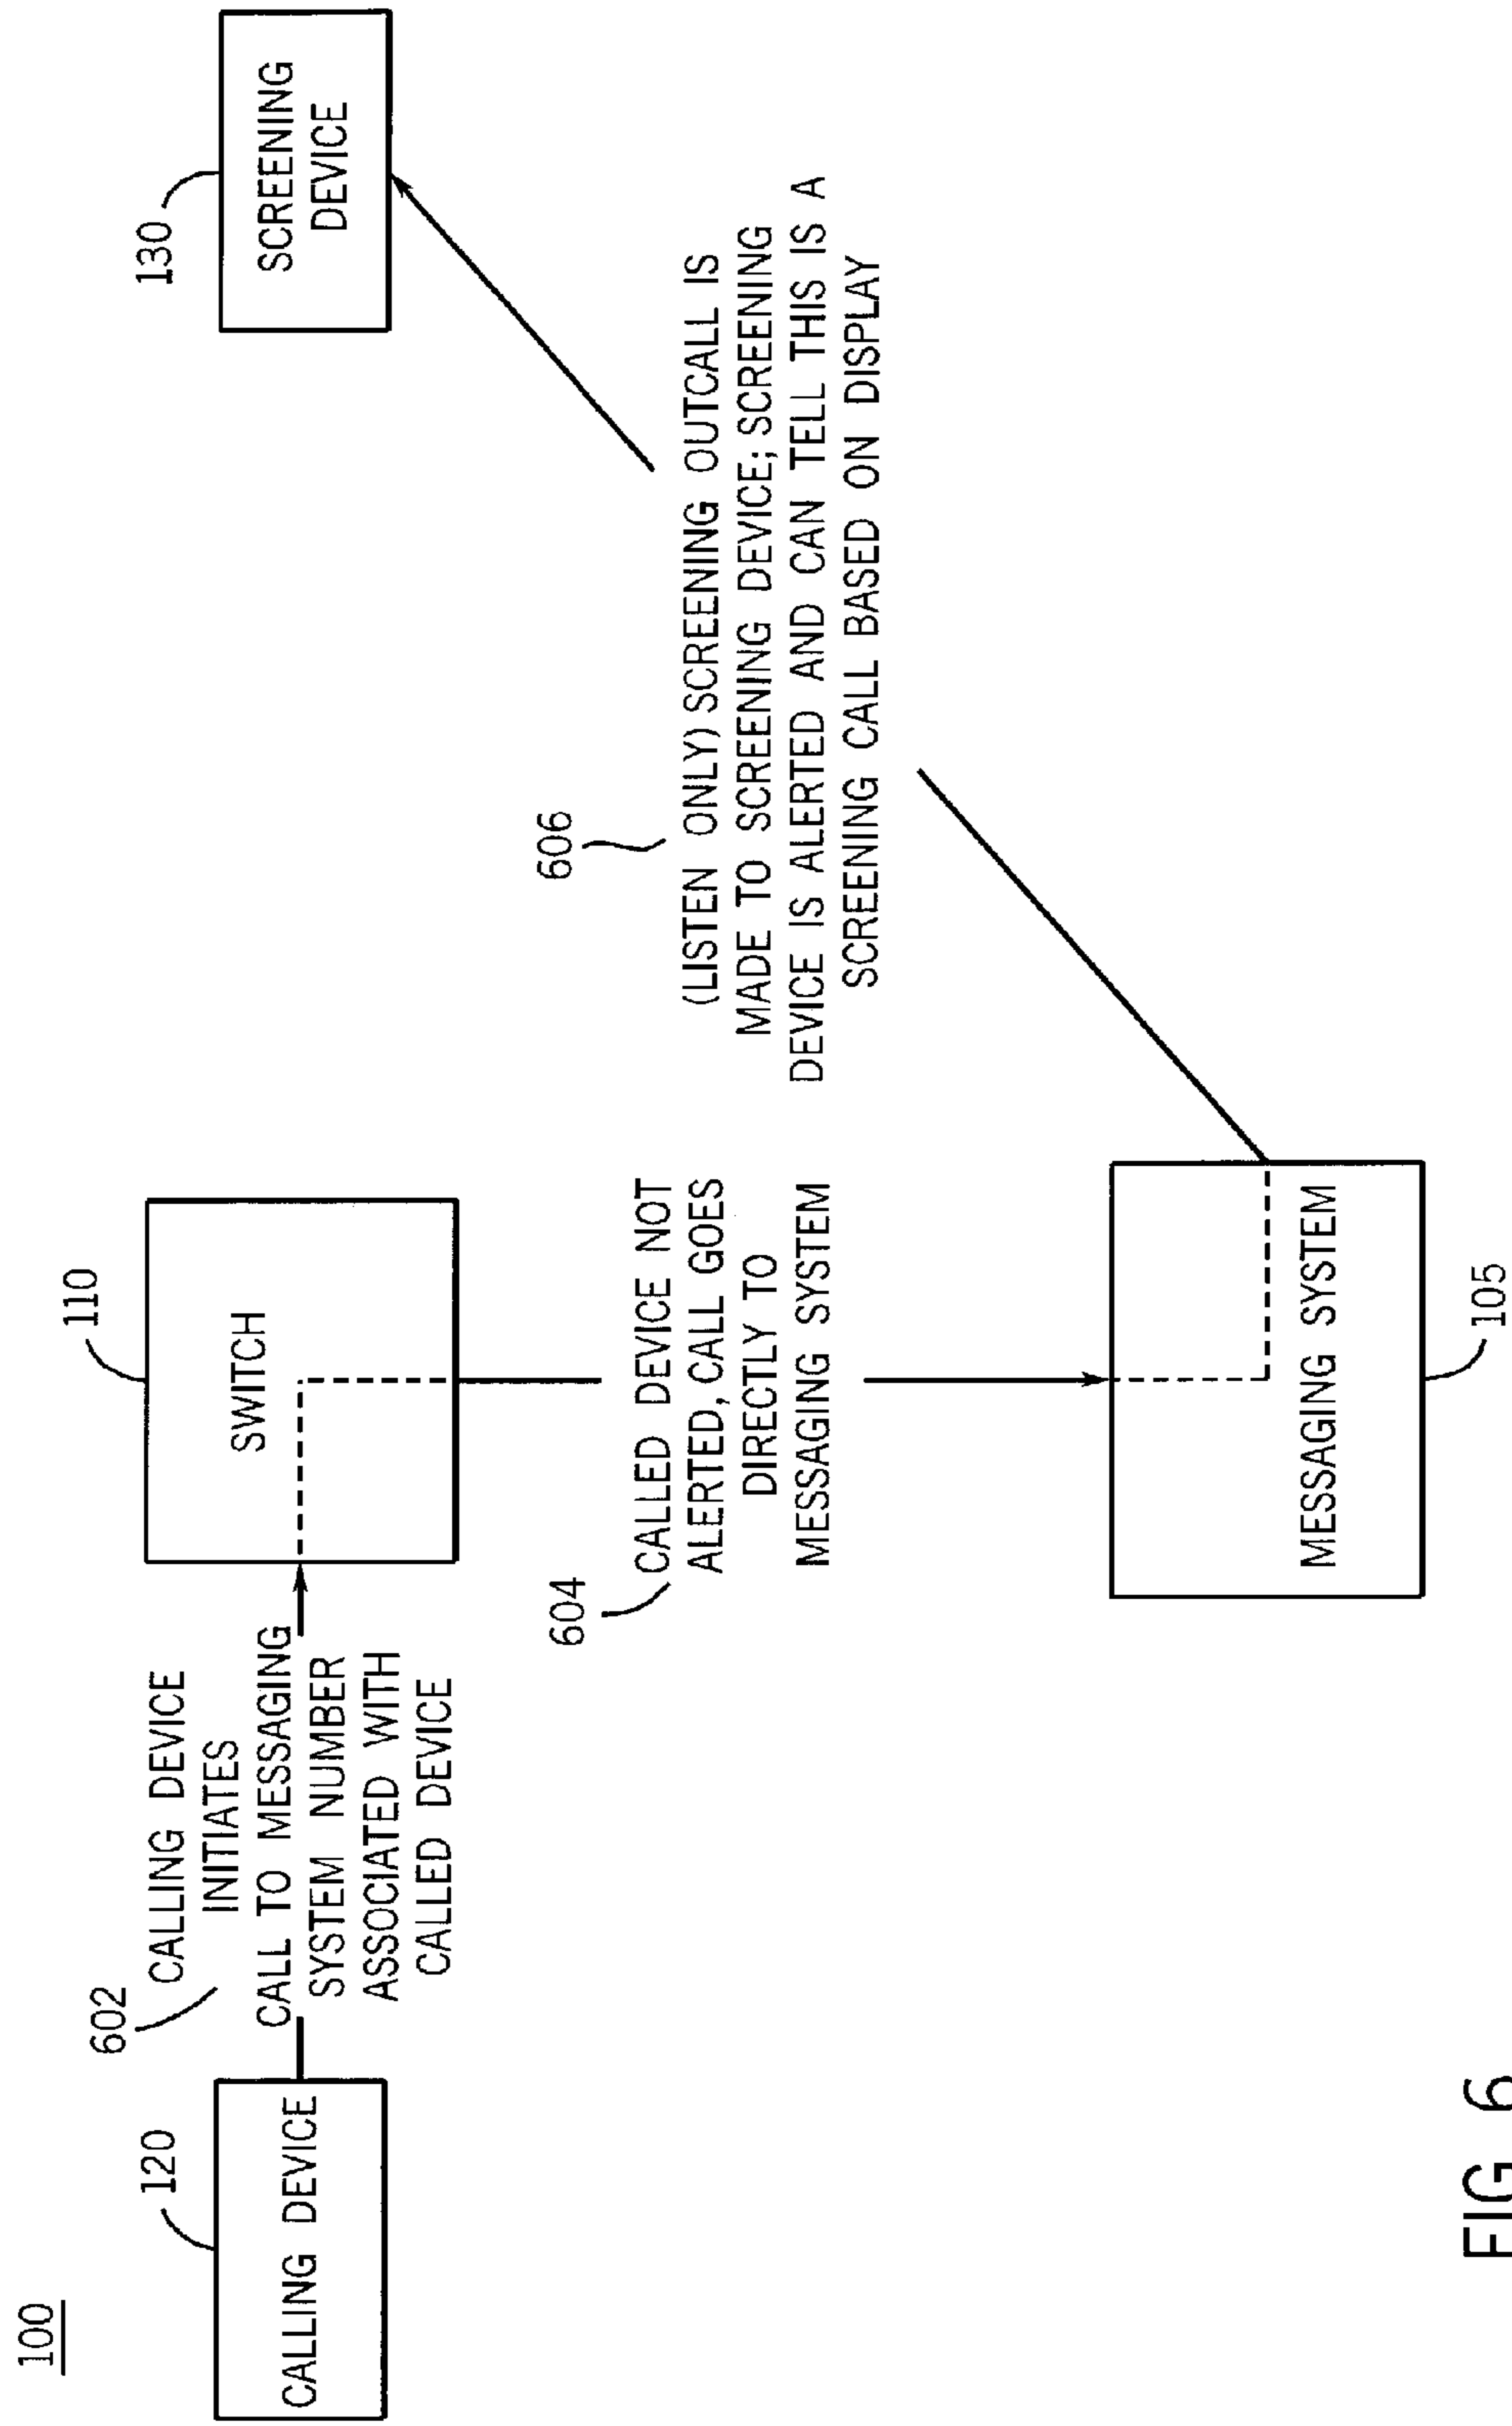 100
120
CALLING DEVICE
602
CALLING DEVICE
INITIATES
CALL TO MESSAGING
SYSTEM NUMBER
ASSOCIATED WITH
CALLED DEVICE
110
SWITCH
604
CALLED DEVICE NOT
ALERTED, CALL GOES
DIRECTLY TO
MESSAGING SYSTEM
MESSAGING SYSTEM
105
606
(LISTEN ONLY) SCREENING OUTCALL IS
MADE TO SCREENING DEVICE; SCREENING
DEVICE IS ALERTED AND CAN TELL THIS IS A
SCREENING CALL BASED ON DISPLAY
130
SCREENING
DEVICE
FIG 6